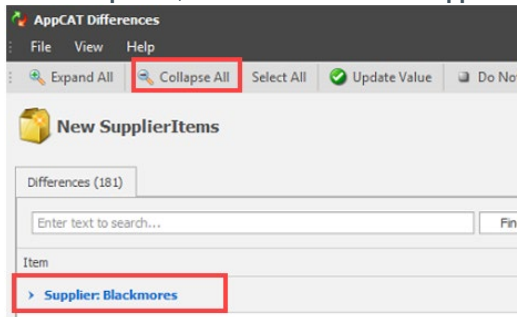 AppCAT Differences
File View Help
Expand All Collapse All Select All Update Value Do No
New SupplierItems
Differences (181)
Enter text to search... Fin
Item
Supplier: Blackmores